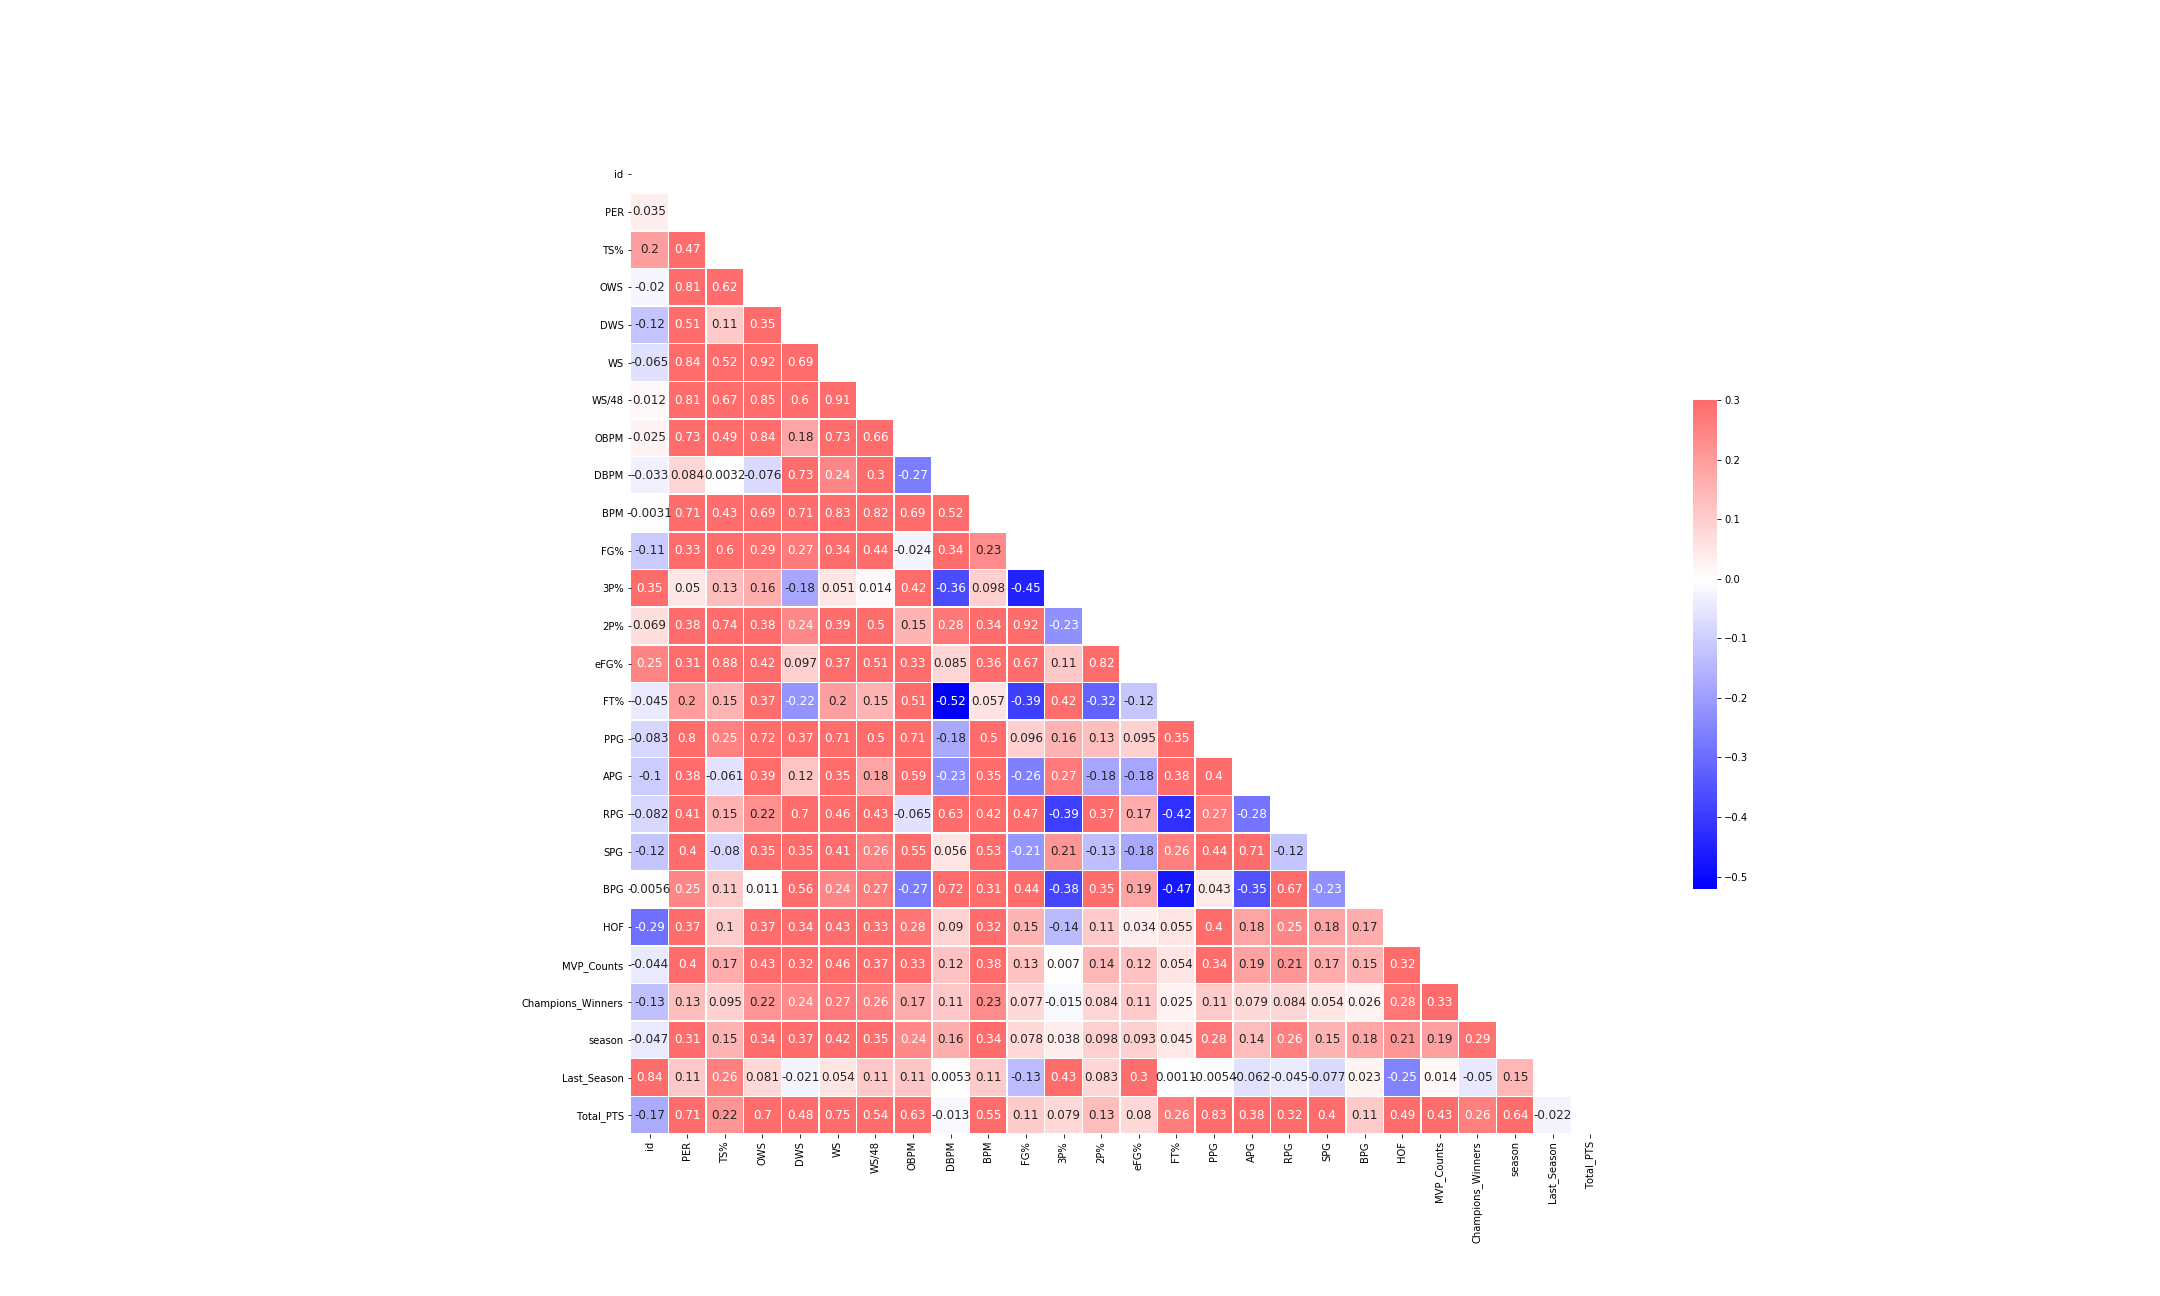 id
PER 0.035
TS% 0.2 0.47
OWS -0.02 0.81 0.62
DWS -0.12 0.51 0.11 0.35
WS -0.065 0.84 0.52 0.92 0.69
WS/48 0.012 0.81 0.67 0.85 0.6 0.91
OBPM 0.025 0.73 0.49 0.84 0.18 0.73 0.66
DBPM -0.033 0.084 0.0032 -0.076 0.73 0.24 0.3 -0.27
BPM -0.0031 0.71 0.43 0.69 0.71 0.83 0.82 0.69 0.52
FG% -0.11 0.33 0.6 0.29 0.27 0.34 0.44 -0.024 0.34 0.23
3P% 0.35 0.05 0.13 0.16 -0.18 0.051 0.014 0.42 -0.36 0.098 -0.45
2P% 0.069 0.38 0.74 0.38 0.24 0.39 0.5 0.15 0.28 0.34 0.92 -0.23
eFG% 0.25 0.31 0.88 0.42 0.097 0.37 0.51 0.33 0.085 0.36 0.67 0.11 0.82
FT% -0.045 0.2 0.15 0.37 -0.22 0.2 0.15 0.51 -0.52 0.057 -0.39 0.42 -0.32 -0.12
PPG -0.083 0.8 0.25 0.72 0.37 0.71 0.5 0.71 -0.18 0.5 0.096 0.16 0.13 0.095 0.35
APG -0.1 0.38 -0.061 0.39 0.12 0.35 0.18 0.59 -0.23 0.35 -0.26 0.27 -0.18 -0.18 0.38 0.4
RPG -0.082 0.41 0.15 0.22 0.7 0.46 0.43 -0.065 0.63 0.42 0.47 -0.39 0.37 0.17 -0.42 0.27 -0.28
SPG -0.12 0.4 -0.08 0.35 0.35 0.41 0.26 0.55 0.056 0.53 -0.21 0.21 -0.13 -0.18 0.26 0.44 0.71 -0.12
BPG -0.0056 0.25 0.11 0.011 0.56 0.24 0.27 -0.27 0.72 0.31 0.44 -0.38 0.35 0.19 -0.47 0.043 -0.35 0.67 -0.23
HOF -0.29 0.37 0.1 0.37 0.34 0.43 0.33 0.28 0.09 0.32 0.15 -0.14 0.11 0.034 0.055 0.4 0.18 0.25 0.18 0.17
MVP_Counts -0.044 0.4 0.17 0.43 0.32 0.46 0.37 0.33 0.12 0.38 0.13 0.007 0.14 0.12 0.054 0.34 0.19 0.21 0.17 0.15 0.32
Champions_Winners -0.13 0.13 0.095 0.22 0.24 0.27 0.26 0.17 0.11 0.23 0.077 -0.015 0.084 0.11 0.025 0.11 0.079 0.084 0.054 0.026 0.28 0.33
season -0.047 0.31 0.15 0.34 0.37 0.42 0.35 0.24 0.16 0.34 0.078 0.038 0.098 0.093 0.045 0.28 0.14 0.26 0.15 0.18 0.21 0.19 0.29
Last_Season 0.84 0.11 0.26 0.081 -0.021 0.054 0.11 0.11 0.0053 0.11 -0.13 0.43 0.083 0.3 0.0011 -0.0054 -0.062 -0.045 -0.077 0.023 -0.25 0.014 -0.05 0.15
Total_PTS -0.17 0.71 0.22 0.7 0.48 0.75 0.54 0.63 -0.013 0.55 0.11 0.079 0.13 0.08 0.26 0.83 0.38 0.32 0.4 0.11 0.49 0.43 0.26 0.64 -0.022
id PER TS% OWS DWS WS WS/48 OBPM DBPM BPM FG% 3P% 2P% eFG% FT% PPG APG RPG SPG BPG HOF MVP_Counts Champions_Winners season Last_Season Total_PTS
0.3
0.2
0.1
0.0
−0.1
−0.2
−0.3
−0.4
−0.5